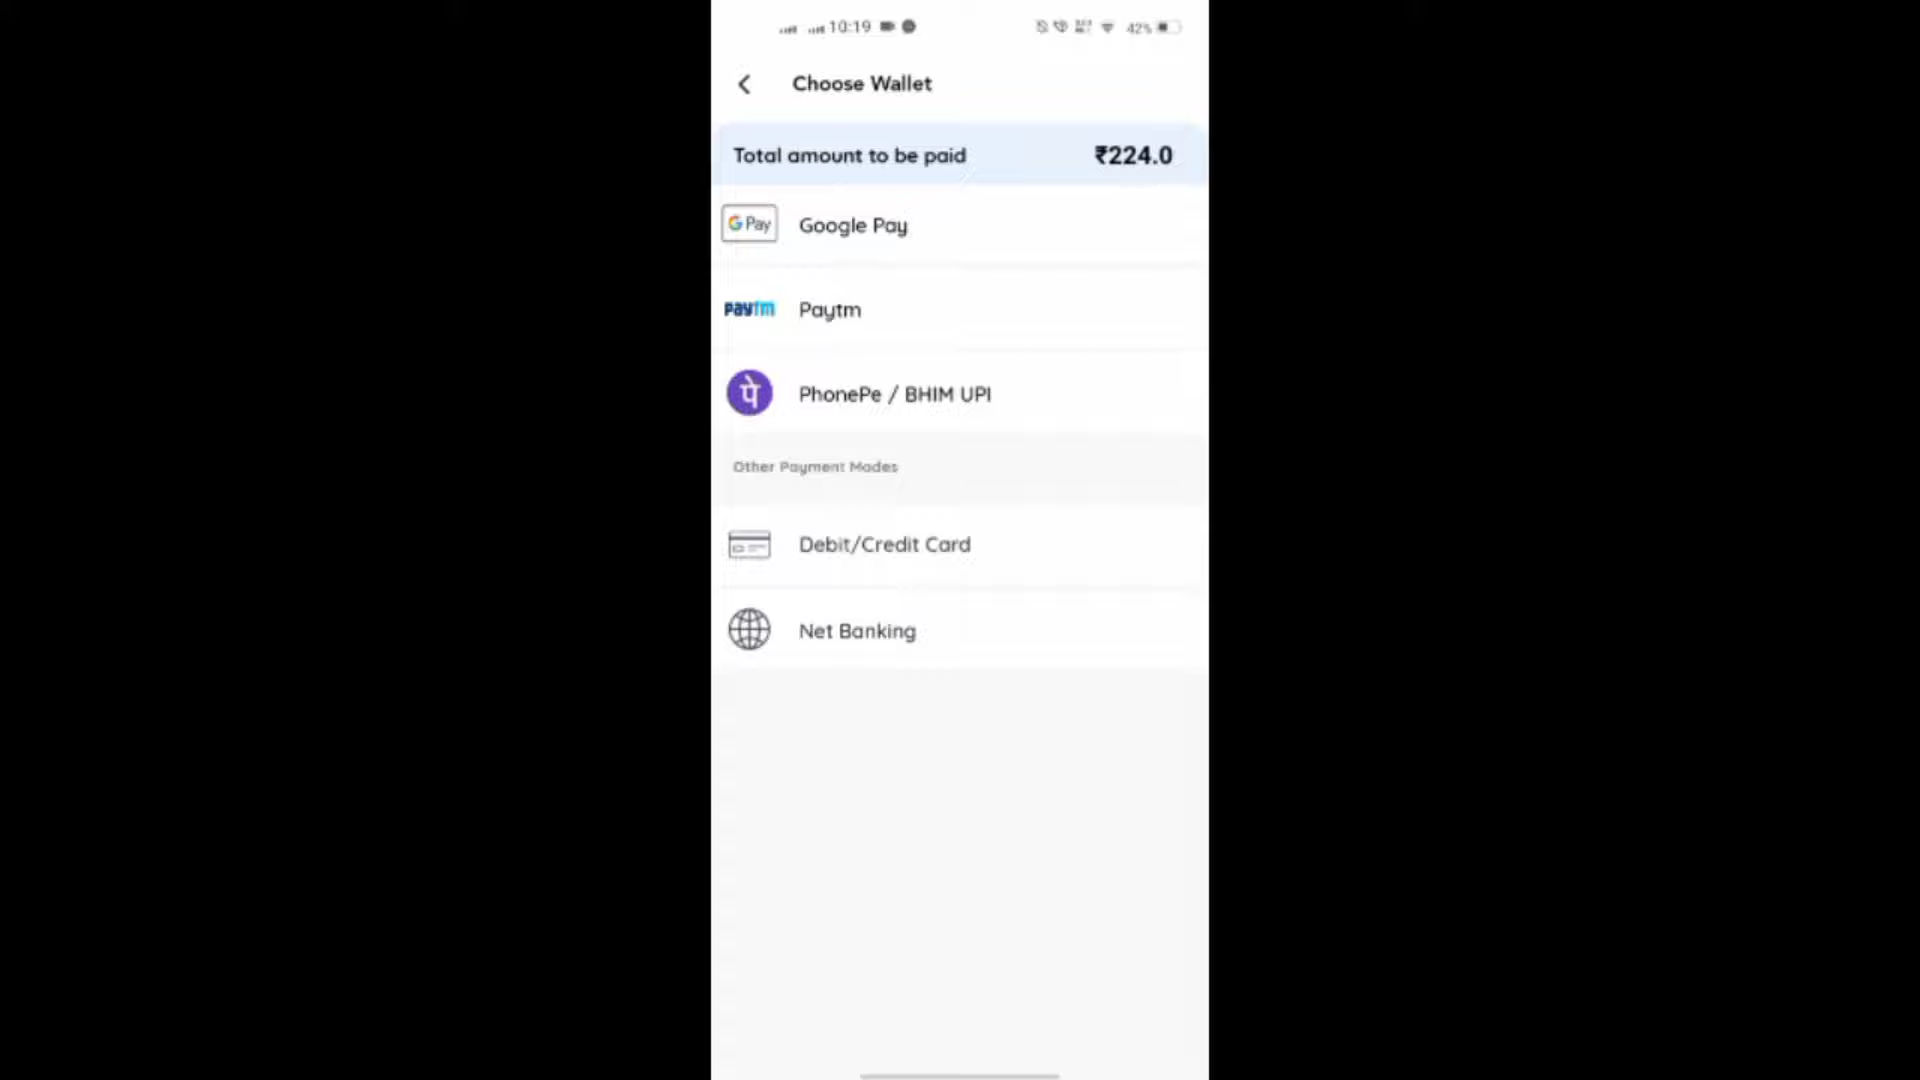 10:19
42%
Choose Wallet
Total amount to be paid ₹224.0
G Pay Google Pay
paytm Paytm
पे PhonePe / BHIM UPI
Other Payment Modes
Debit/Credit Card
Net Banking